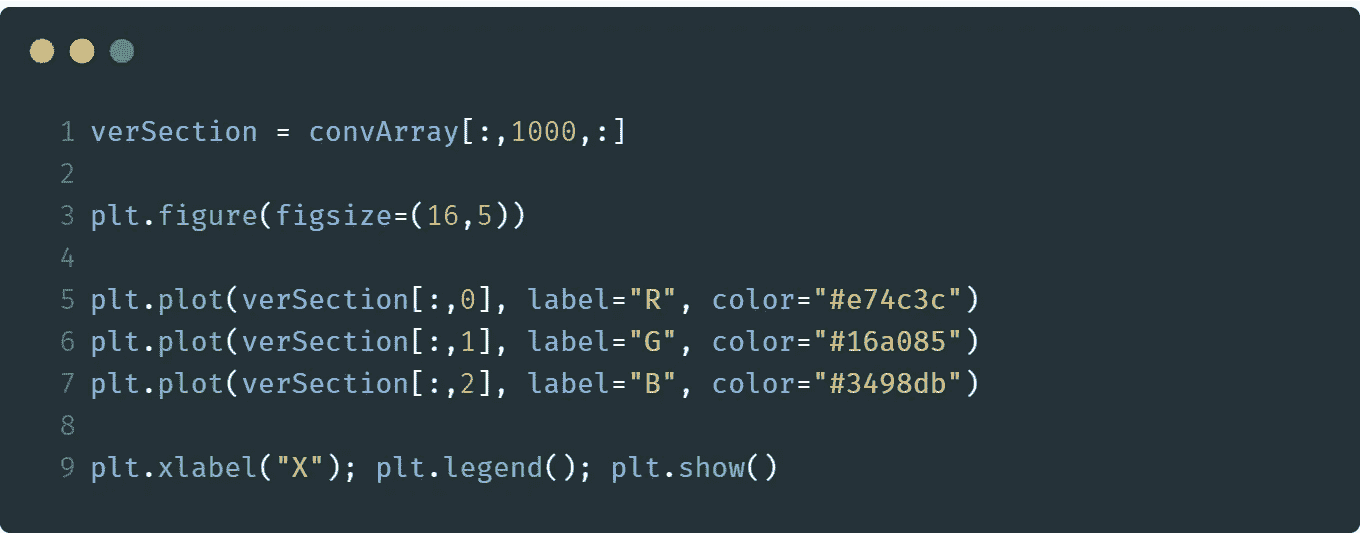 1 verSection = convArray[:,1000,:]
2
3 plt.figure(figsize=(16,5))
4
5 plt.plot(verSection[:,0], label="R", color="#e74c3c")
6 plt.plot(verSection[:,1], label="G", color="#16a085")
7 plt.plot(verSection[:,2], label="B", color="#3498db")
8
9 plt.xlabel("X"); plt.legend(); plt.show()